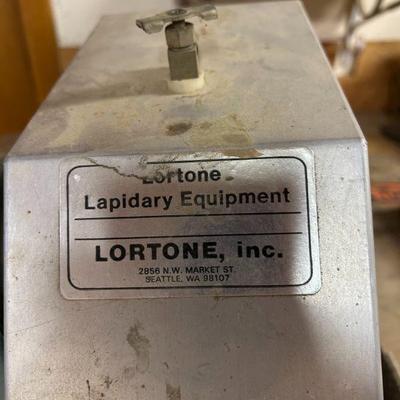 Lortone
Lapidary Equipment
LORTONE, inc.
2856 N.W. MARKET ST.
SEATTLE, WA 98107